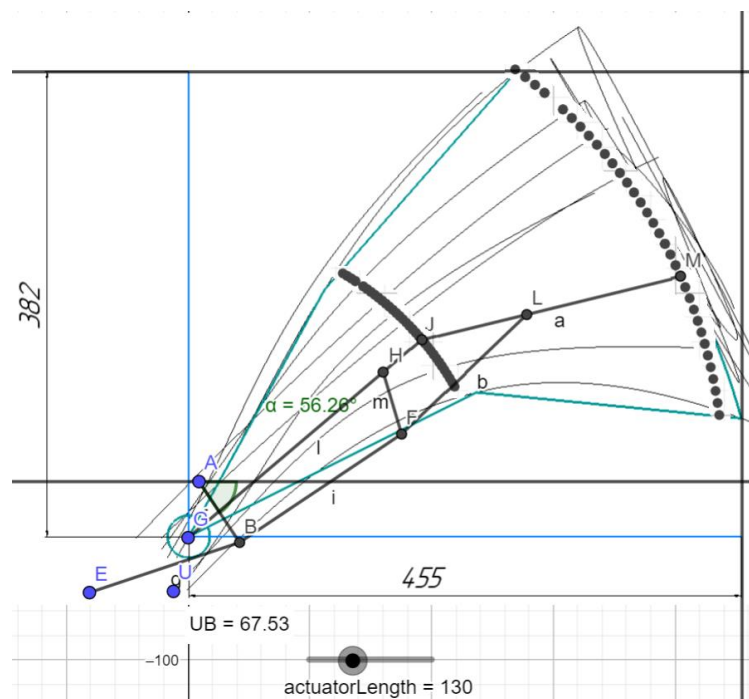 382
M
L
J
a
H
b
α = 56.26°
m
F
l
A
i
G
B
E
g
U
455
UB = 67.53
−100
actuatorLength = 130